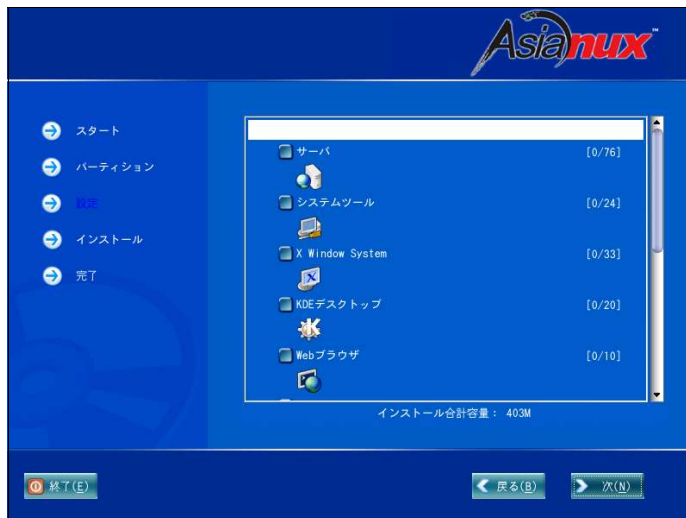 Asianux™
スタート
パーティション
設定
インストール
完了
サーバ [0/76]
システムツール [0/24]
X Window System [0/33]
KDEデスクトップ [0/20]
Webブラウザ [0/10]
インストール合計容量： 403M
終了(E)
戻る(B)
次(N)